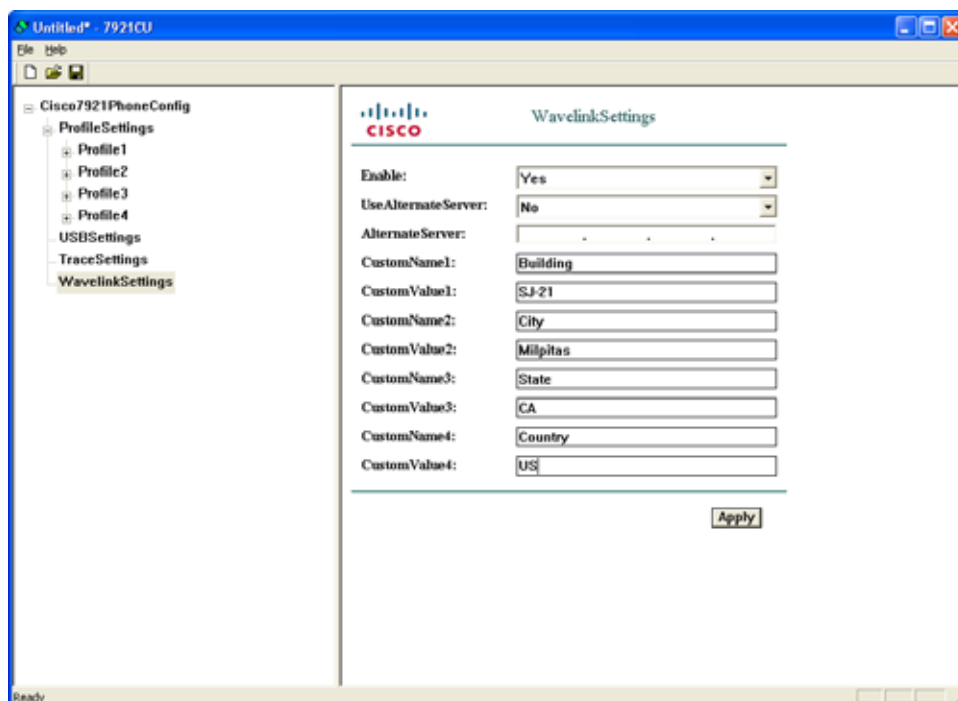 Untitled* - 7921CU
File Help
Cisco7921PhoneConfig
ProfileSettings
Profile1
Profile2
Profile3
Profile4
USBSettings
TraceSettings
WavelinkSettings
CISCO
WavelinkSettings
Enable: Yes
UseAlternateServer: No
AlternateServer: . . .
CustomName1: Building
CustomValue1: SJ-21
CustomName2: City
CustomValue2: Milpitas
CustomName3: State
CustomValue3: CA
CustomName4: Country
CustomValue4: US
Apply
Ready